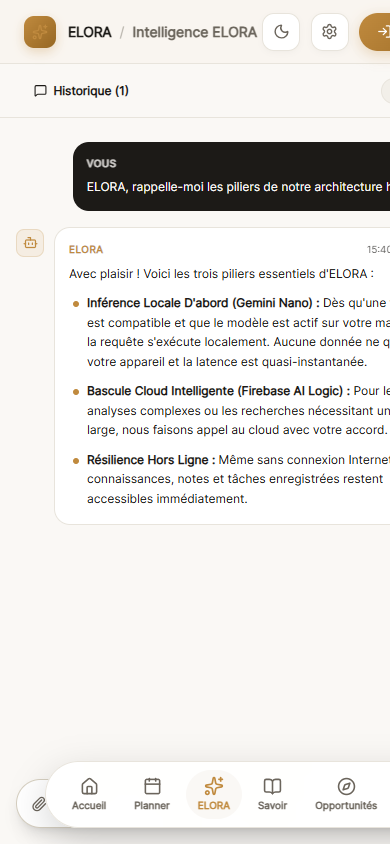 ELORA / Intelligence ELORA
Historique (1)
VOUS
ELORA, rappelle-moi les piliers de notre architecture
ELORA 15:40
Avec plaisir ! Voici les trois piliers essentiels d'ELORA :
Inférence Locale D'abord (Gemini Nano) : Dès qu'une
est compatible et que le modèle est actif sur votre ma
la requête s'exécute localement. Aucune donnée ne q
votre appareil et la latence est quasi-instantanée.
Bascule Cloud Intelligente (Firebase AI Logic) : Pour le
analyses complexes ou les recherches nécessitant un
large, nous faisons appel au cloud avec votre accord.
Résilience Hors Ligne : Même sans connexion Internet
connaissances, notes et tâches enregistrées restent
accessibles immédiatement.
Accueil Planner ELORA Savoir Opportunités